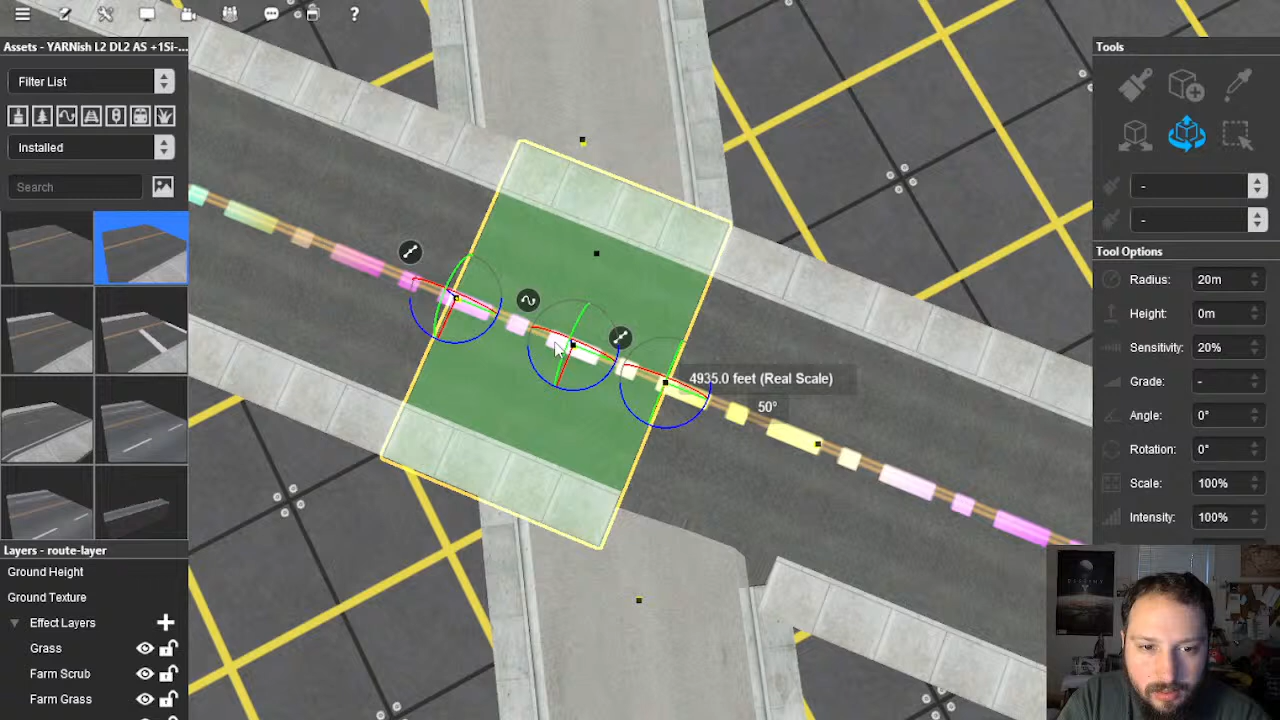 ?
Assets - YARNish L2 DL2 AS +1Si-...
Filter List
Installed
Search
Layers - route-layer
Ground Height
Ground Texture
Effect Layers
Grass
Farm Scrub
Farm Grass
4935.0 feet (Real Scale)
50°
Tools
-
-
Tool Options
Radius: 20m
Height: 0m
Sensitivity: 20%
Grade: -
Angle: 0°
Rotation: 0°
Scale: 100%
Intensity: 100%
DESTINY